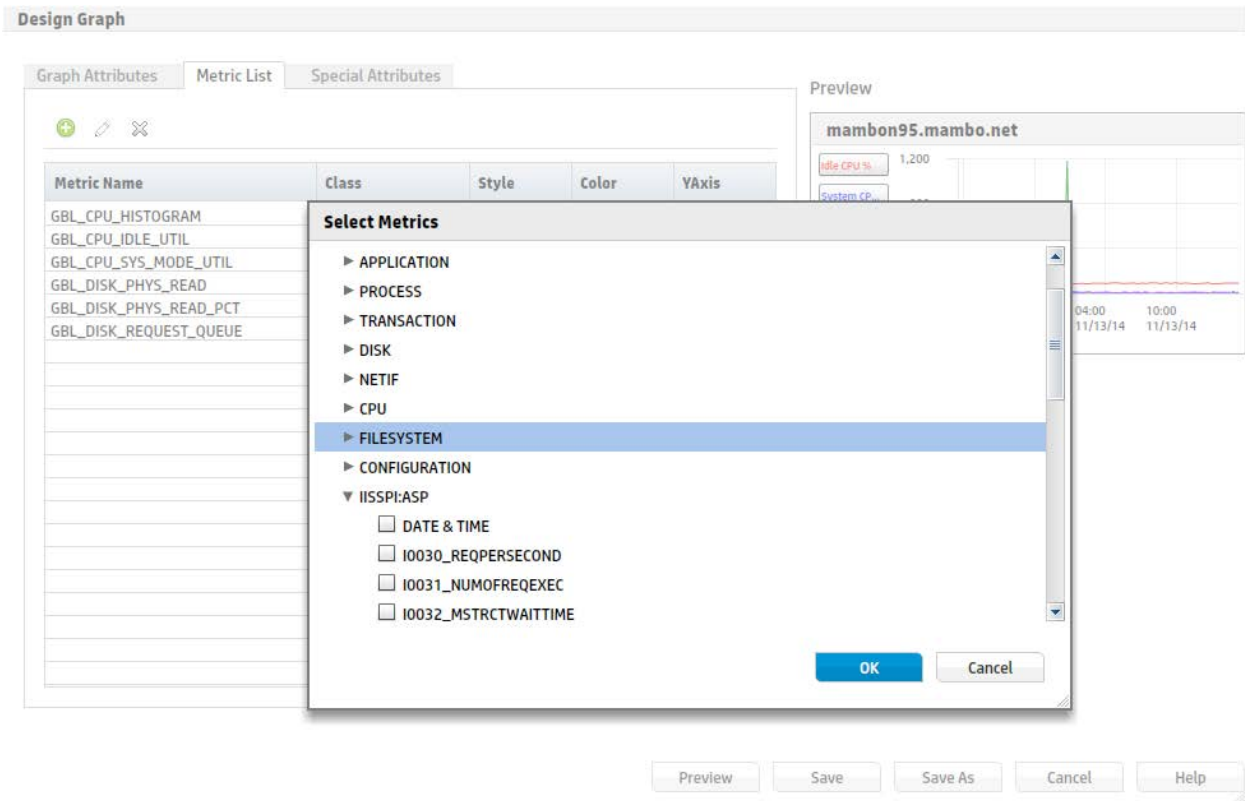 Design Graph
Graph Attributes Metric List Special Attributes
Preview
mambon95.mambo.net
Idle CPU %
System CP...
1,200
04:00 10:00
11/13/14 11/13/14
Metric Name Class Style Color YAxis
GBL_CPU_HISTOGRAM
GBL_CPU_IDLE_UTIL
GBL_CPU_SYS_MODE_UTIL
GBL_DISK_PHYS_READ
GBL_DISK_PHYS_READ_PCT
GBL_DISK_REQUEST_QUEUE
Select Metrics
APPLICATION
PROCESS
TRANSACTION
DISK
NETIF
CPU
FILESYSTEM
CONFIGURATION
IISSPI:ASP
DATE & TIME
I0030_REQPERSECOND
I0031_NUMOFREQEXEC
I0032_MSTRCTWAITTIME
OK Cancel
Preview Save Save As Cancel Help